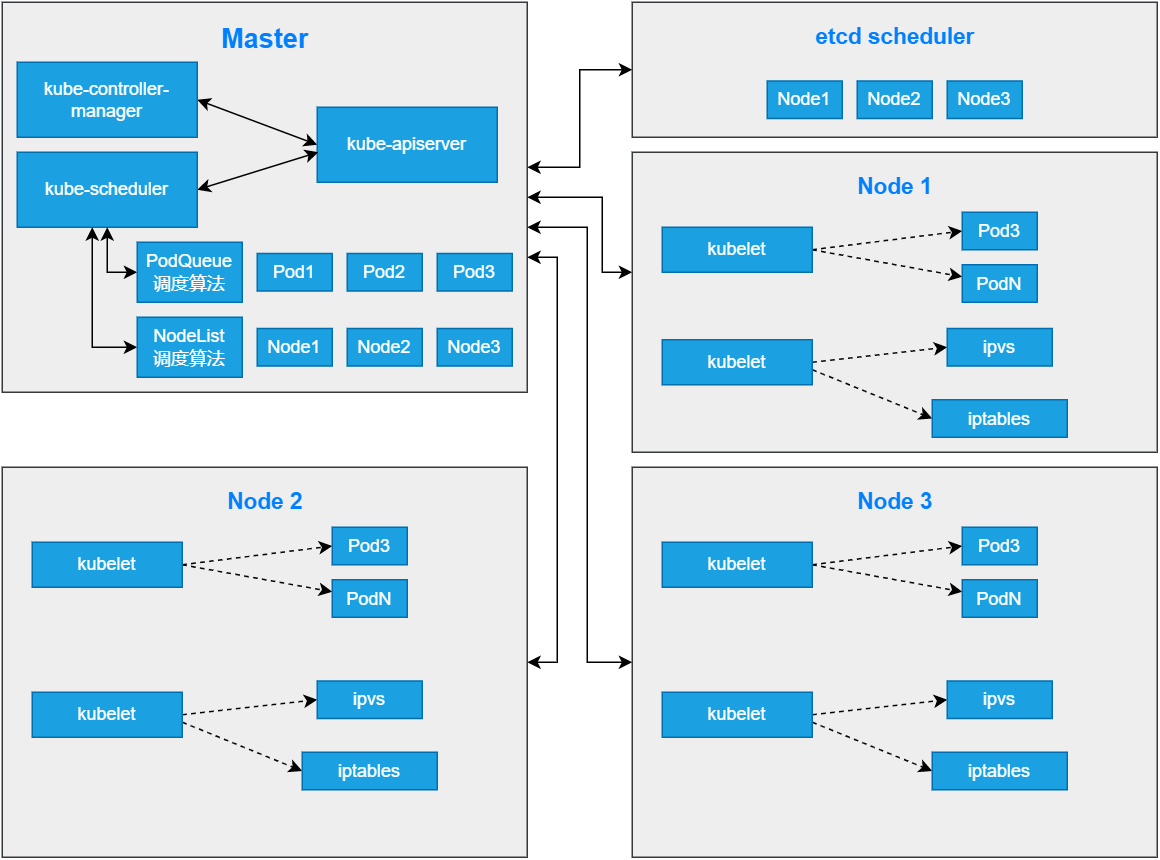 Master
kube-controller-
manager
kube-apiserver
kube-scheduler
PodQueue
调度算法
Pod1
Pod2
Pod3
NodeList
调度算法
Node1
Node2
Node3
etcd scheduler
Node1
Node2
Node3
Node 1
kubelet
Pod3
PodN
kubelet
ipvs
iptables
Node 2
kubelet
Pod3
PodN
kubelet
ipvs
iptables
Node 3
kubelet
Pod3
PodN
kubelet
ipvs
iptables